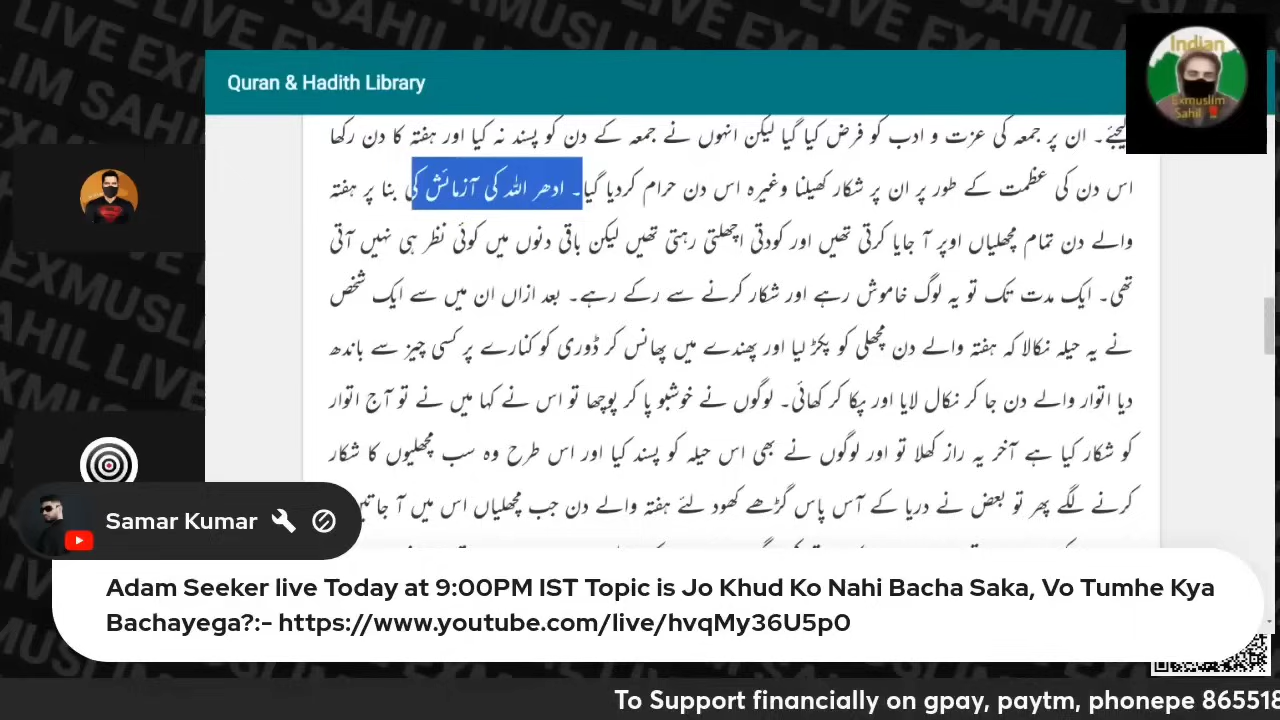 Quran & Hadith Library
Indian
Exmuslim
Sahil
کیجئے۔ ان پر جمعہ کی عزت و ادب کو فرض کیا گیا لیکن انہوں نے جمعہ کے دن کو پسند نہ کیا اور ہفتہ کا دن رکھا
اس دن کی عظمت کے طور پر ان پر شکار کھیلنا وغیرہ اس دن حرام کردیا گیا۔ ادھر اللہ کی آزمائش کی بنا پر ہفتہ
والے دن تمام مچھلیاں اوپر آ جایا کرتی تھیں اور کودتی اچھلتی رہتی تھیں لیکن باقی دنوں میں کوئی نظر ہی نہیں آتی
تھی۔ ایک مدت تک تو یہ لوگ خاموش رہے اور شکار کرنے سے رکے رہے۔ بعد ازاں ان میں سے ایک شخص
نے یہ حیلہ نکالا کہ ہفتہ والے دن مچھلی کو پکڑ لیا اور پھندے میں پھانس کر ڈوری کو کنارے پر کسی چیز سے باندھ
دیا اتوار والے دن جا کر نکال لایا اور پکا کر کھائی۔ لوگوں نے خوشبو پا کر پوچھا تو اس نے کہا میں نے تو آج اتوار
کو شکار کیا ہے آخر یہ راز کھلا تو اور لوگوں نے بھی اس حیلہ کو پسند کیا اور اس طرح وہ سب مچھلیوں کا شکار
کرنے لگے پھر تو بعض نے دریا کے آس پاس گڑھے کھود لئے ہفتہ والے دن جب مچھلیاں اس میں آ جاتیں
Samar Kumar
Adam Seeker live Today at 9:00PM IST Topic is Jo Khud Ko Nahi Bacha Saka, Vo Tumhe Kya
Bachayega?:- https://www.youtube.com/live/hvqMy36U5p0
To Support financially on gpay, paytm, phonepe 865518